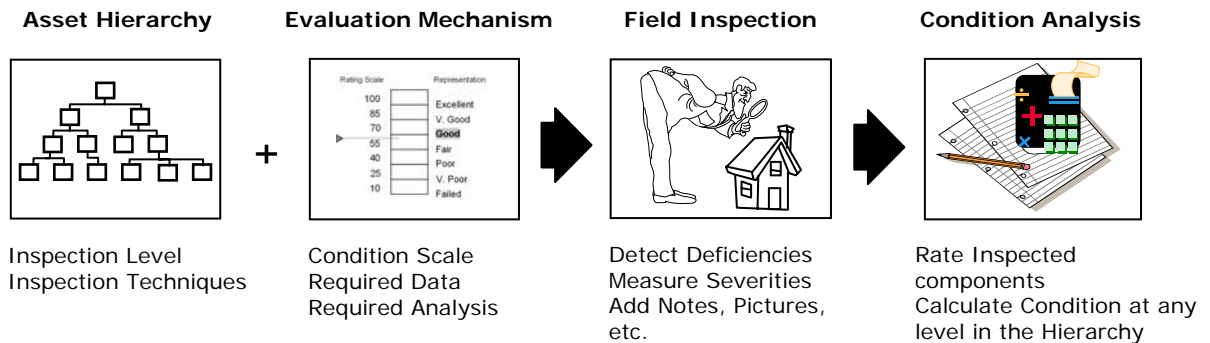 Asset Hierarchy
Evaluation Mechanism
Field Inspection
Condition Analysis
Rating Scale
Representation
100
Excellent
85
V. Good
70
Good
55
Fair
40
Poor
25
V. Poor
10
Failed
+
Inspection Level
Inspection Techniques
Condition Scale
Required Data
Required Analysis
Detect Deficiencies
Measure Severities
Add Notes, Pictures,
etc.
Rate Inspected
components
Calculate Condition at any
level in the Hierarchy